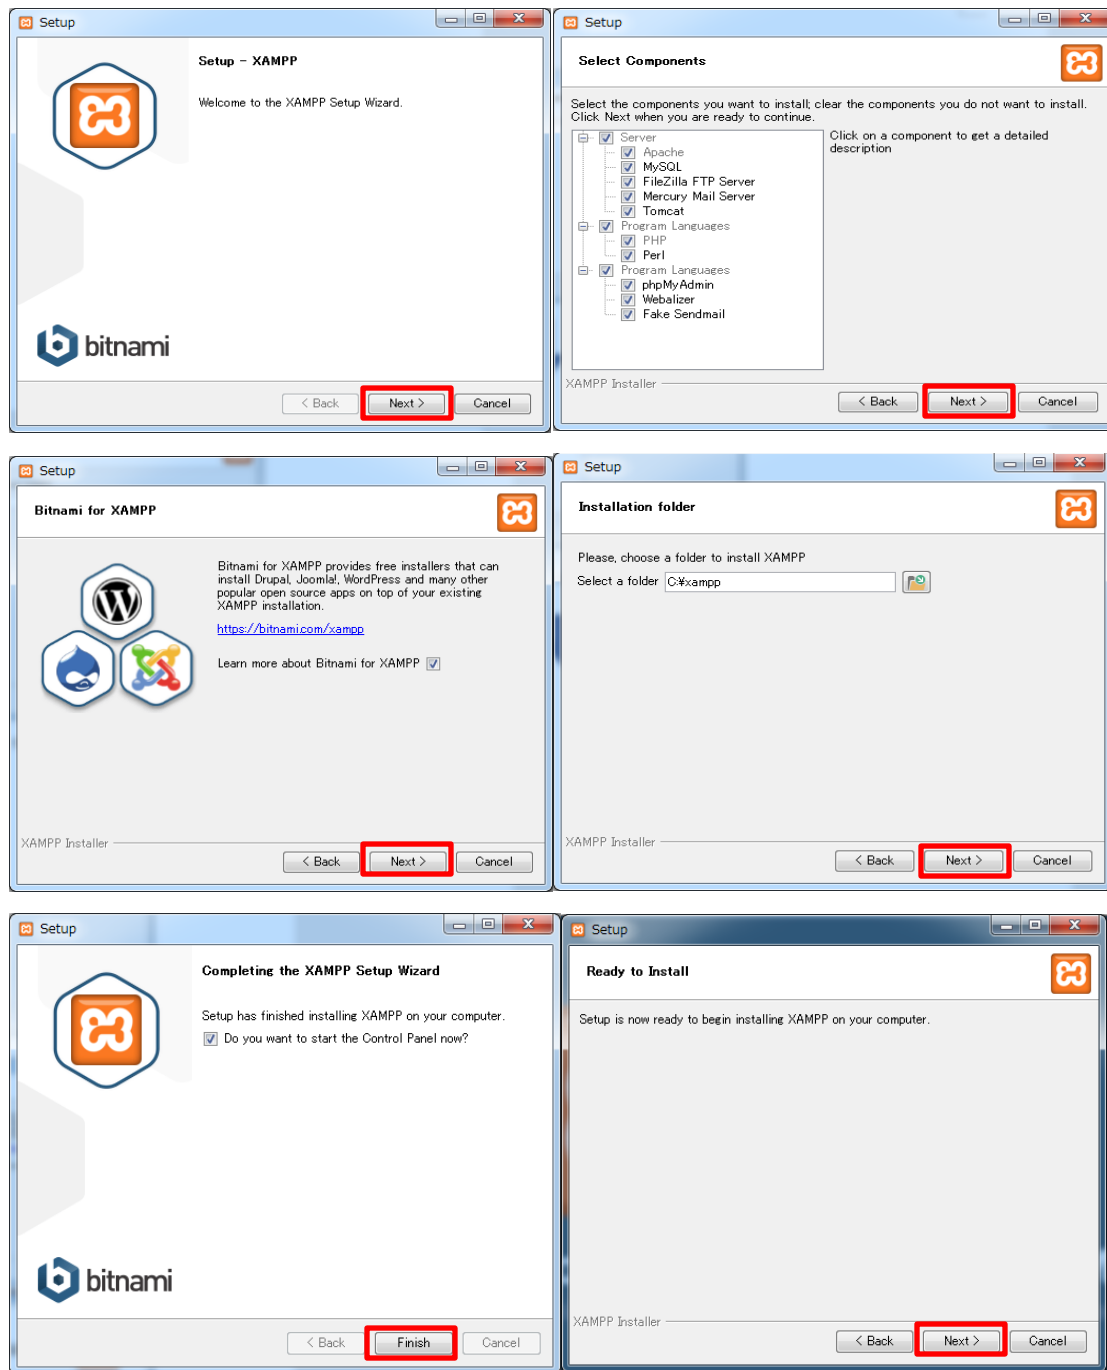 Setup
Setup - XAMPP
Welcome to the XAMPP Setup Wizard.
bitnami
< Back
Next >
Cancel
Setup
Select Components
Select the components you want to install; clear the components you do not want to install.
Click Next when you are ready to continue.
Server
Apache
MySQL
FileZilla FTP Server
Mercury Mail Server
Tomcat
Program Languages
PHP
Perl
Program Languages
phpMyAdmin
Webalizer
Fake Sendmail
Click on a component to get a detailed
description
XAMPP Installer
< Back
Next >
Cancel
Setup
Bitnami for XAMPP
Bitnami for XAMPP provides free installers that can
install Drupal, Joomla!, WordPress and many other
popular open source apps on top of your existing
XAMPP installation.
https://bitnami.com/xampp
Learn more about Bitnami for XAMPP
XAMPP Installer
< Back
Next >
Cancel
Setup
Installation folder
Please, choose a folder to install XAMPP
Select a folder C:¥xampp
XAMPP Installer
< Back
Next >
Cancel
Setup
Completing the XAMPP Setup Wizard
Setup has finished installing XAMPP on your computer.
Do you want to start the Control Panel now?
bitnami
< Back
Finish
Cancel
Setup
Ready to Install
Setup is now ready to begin installing XAMPP on your computer.
XAMPP Installer
< Back
Next >
Cancel